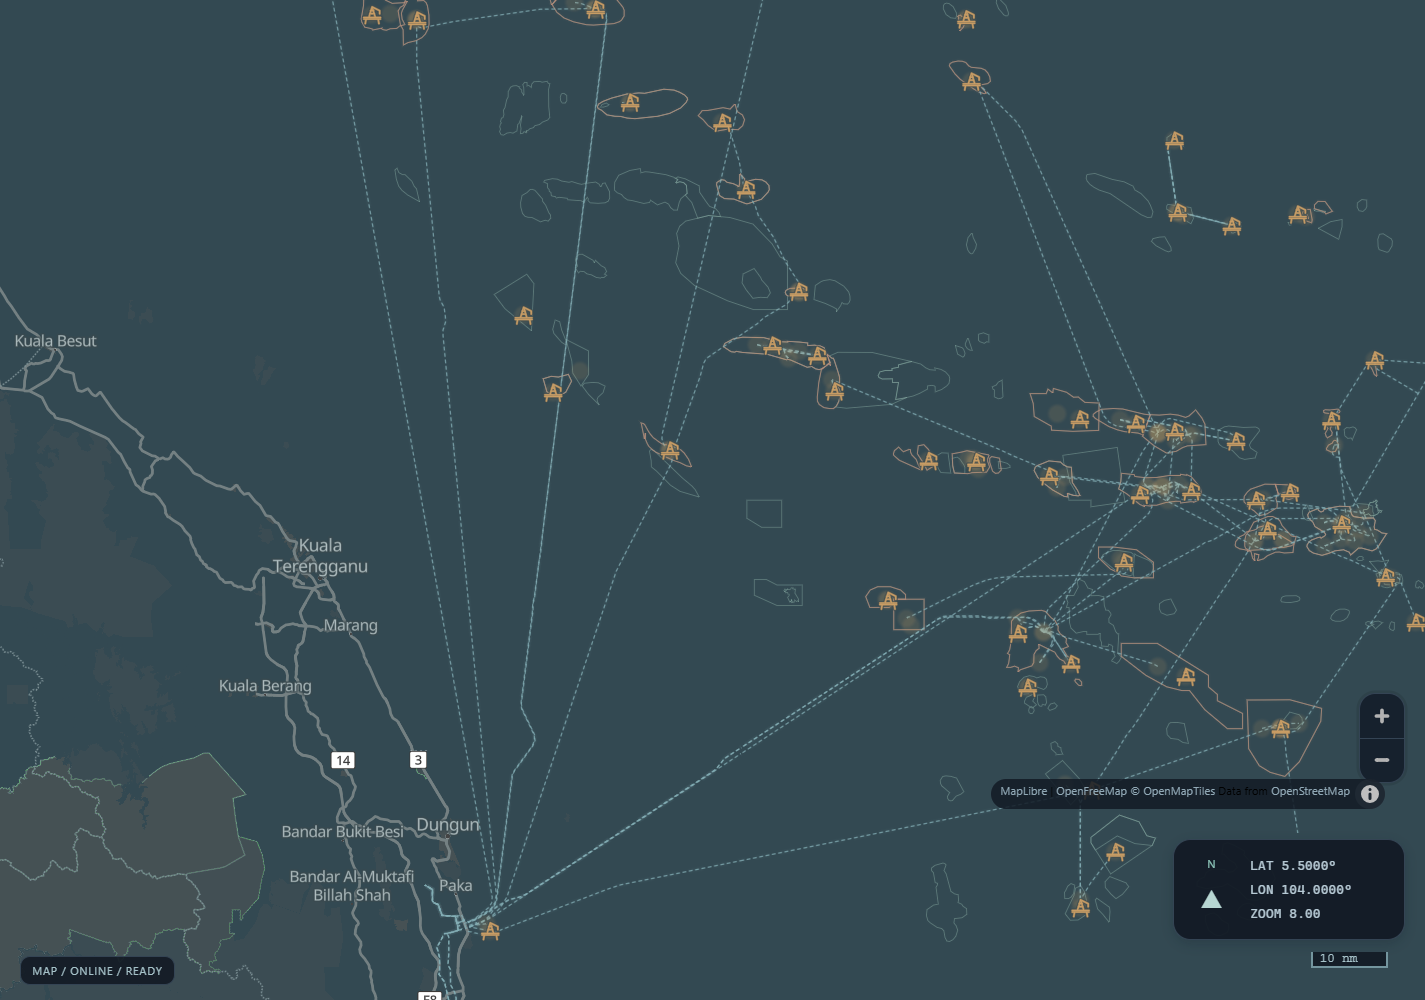 Kuala Besut
Kuala
Terengganu
Marang
Kuala Berang
14
3
MapLibre | OpenFreeMap © OpenMapTiles Data from OpenStreetMap
Bandar Bukit-Besi
Dungun
N
LAT 5.5000°
LON 104.0000°
ZOOM 8.00
Bandar Al-Muktafi
Billah Shah
Paka
10 nm
MAP / ONLINE / READY